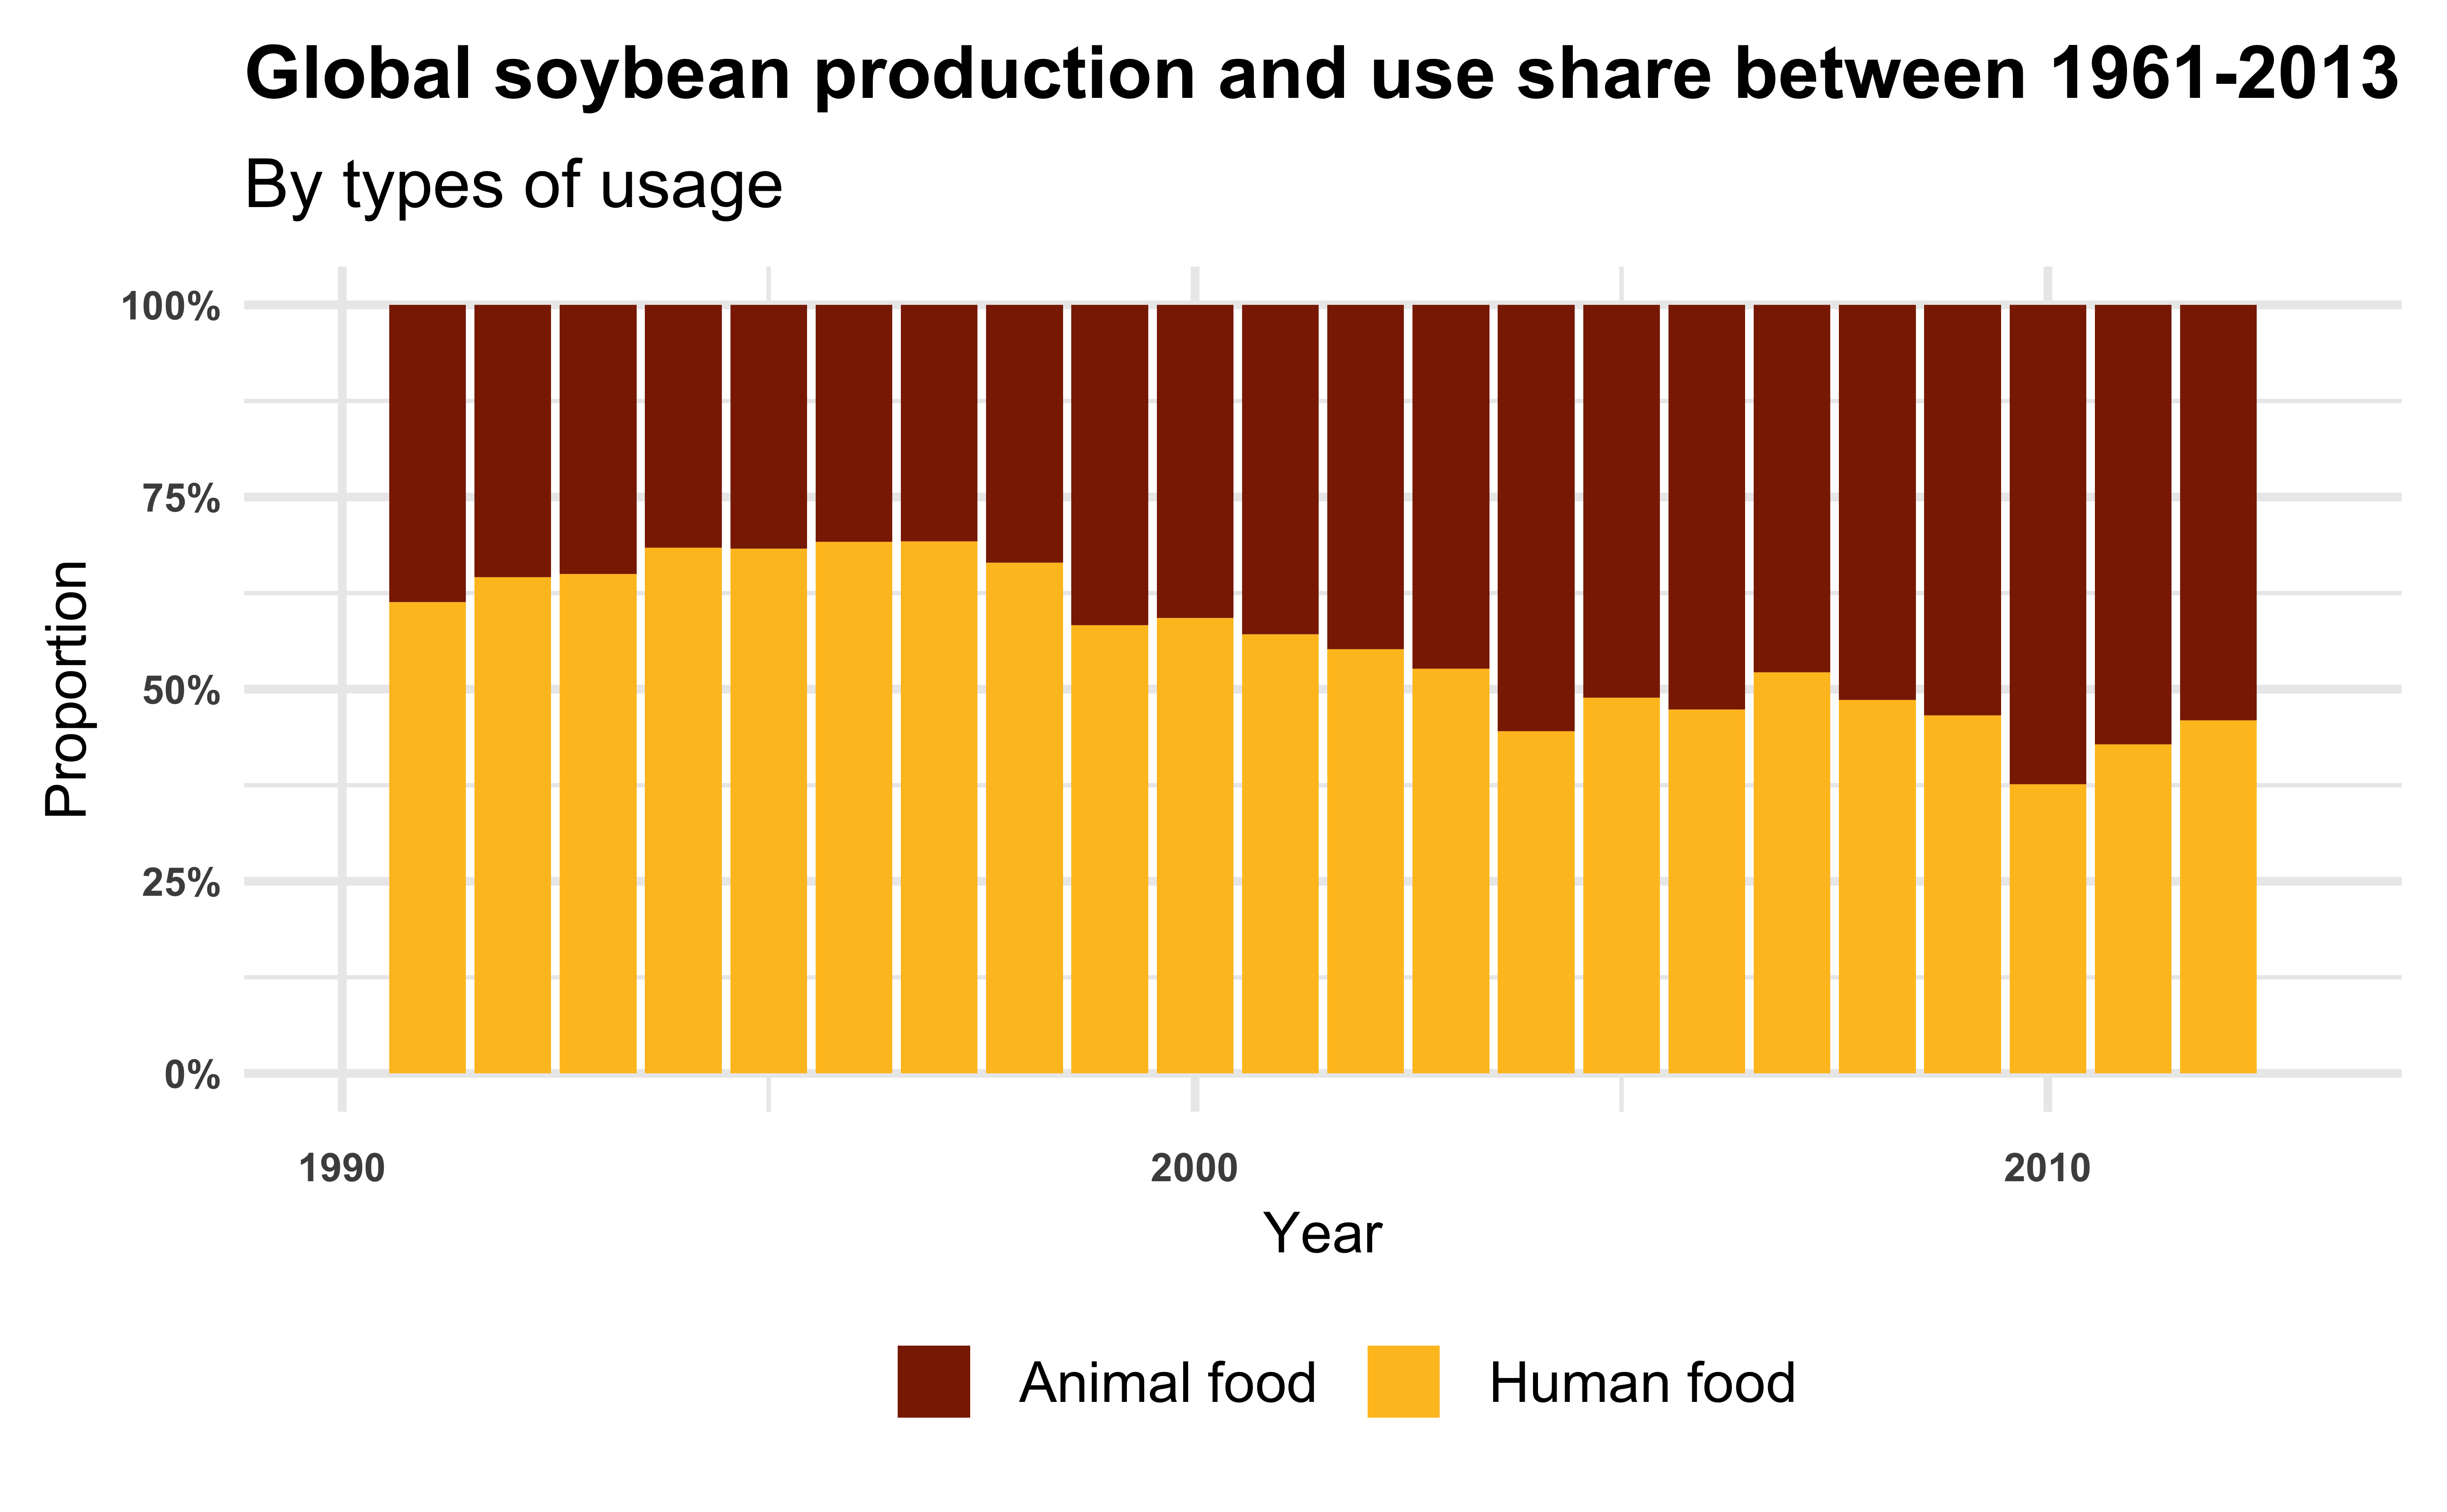 Global soybean production and use share between 1961-2013
By types of usage
100%
75%
50%
25%
0%
Proportion
1990 2000 2010
Year
Animal food Human food